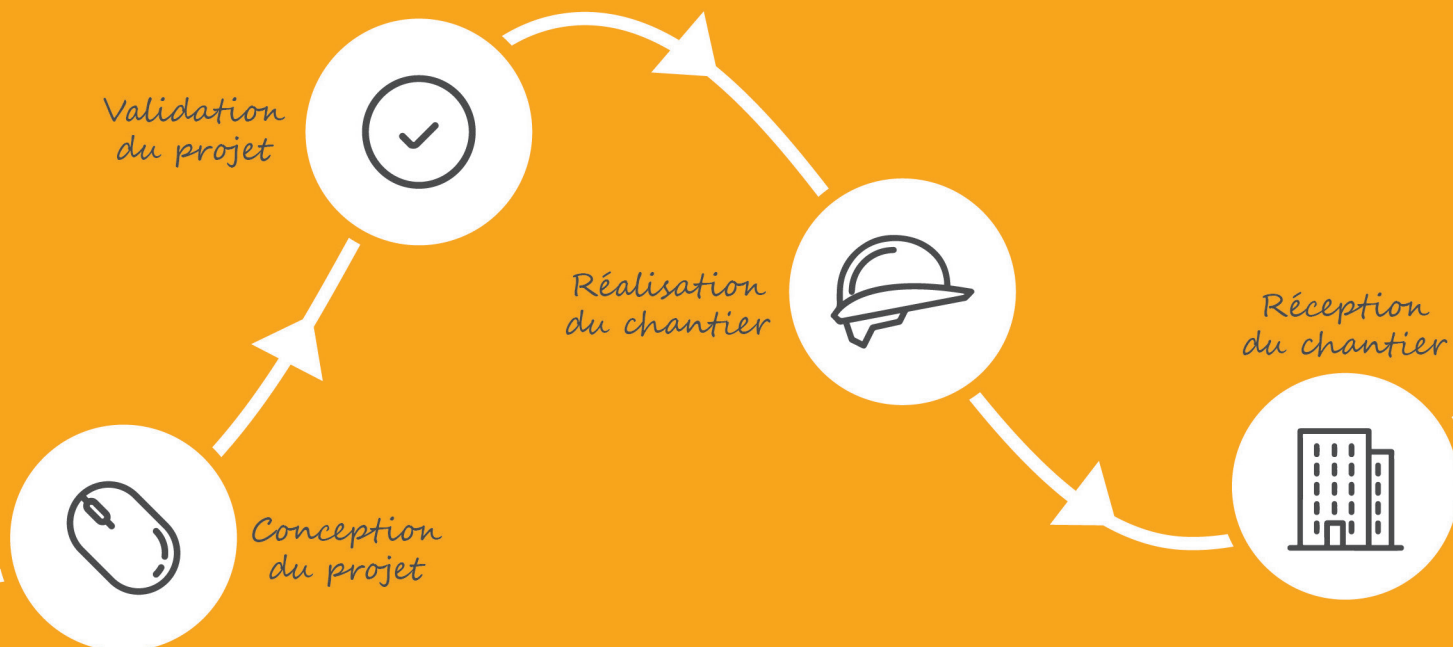 Validation
du projet
Réalisation
du chantier
Réception
du chantier
Conception
du projet